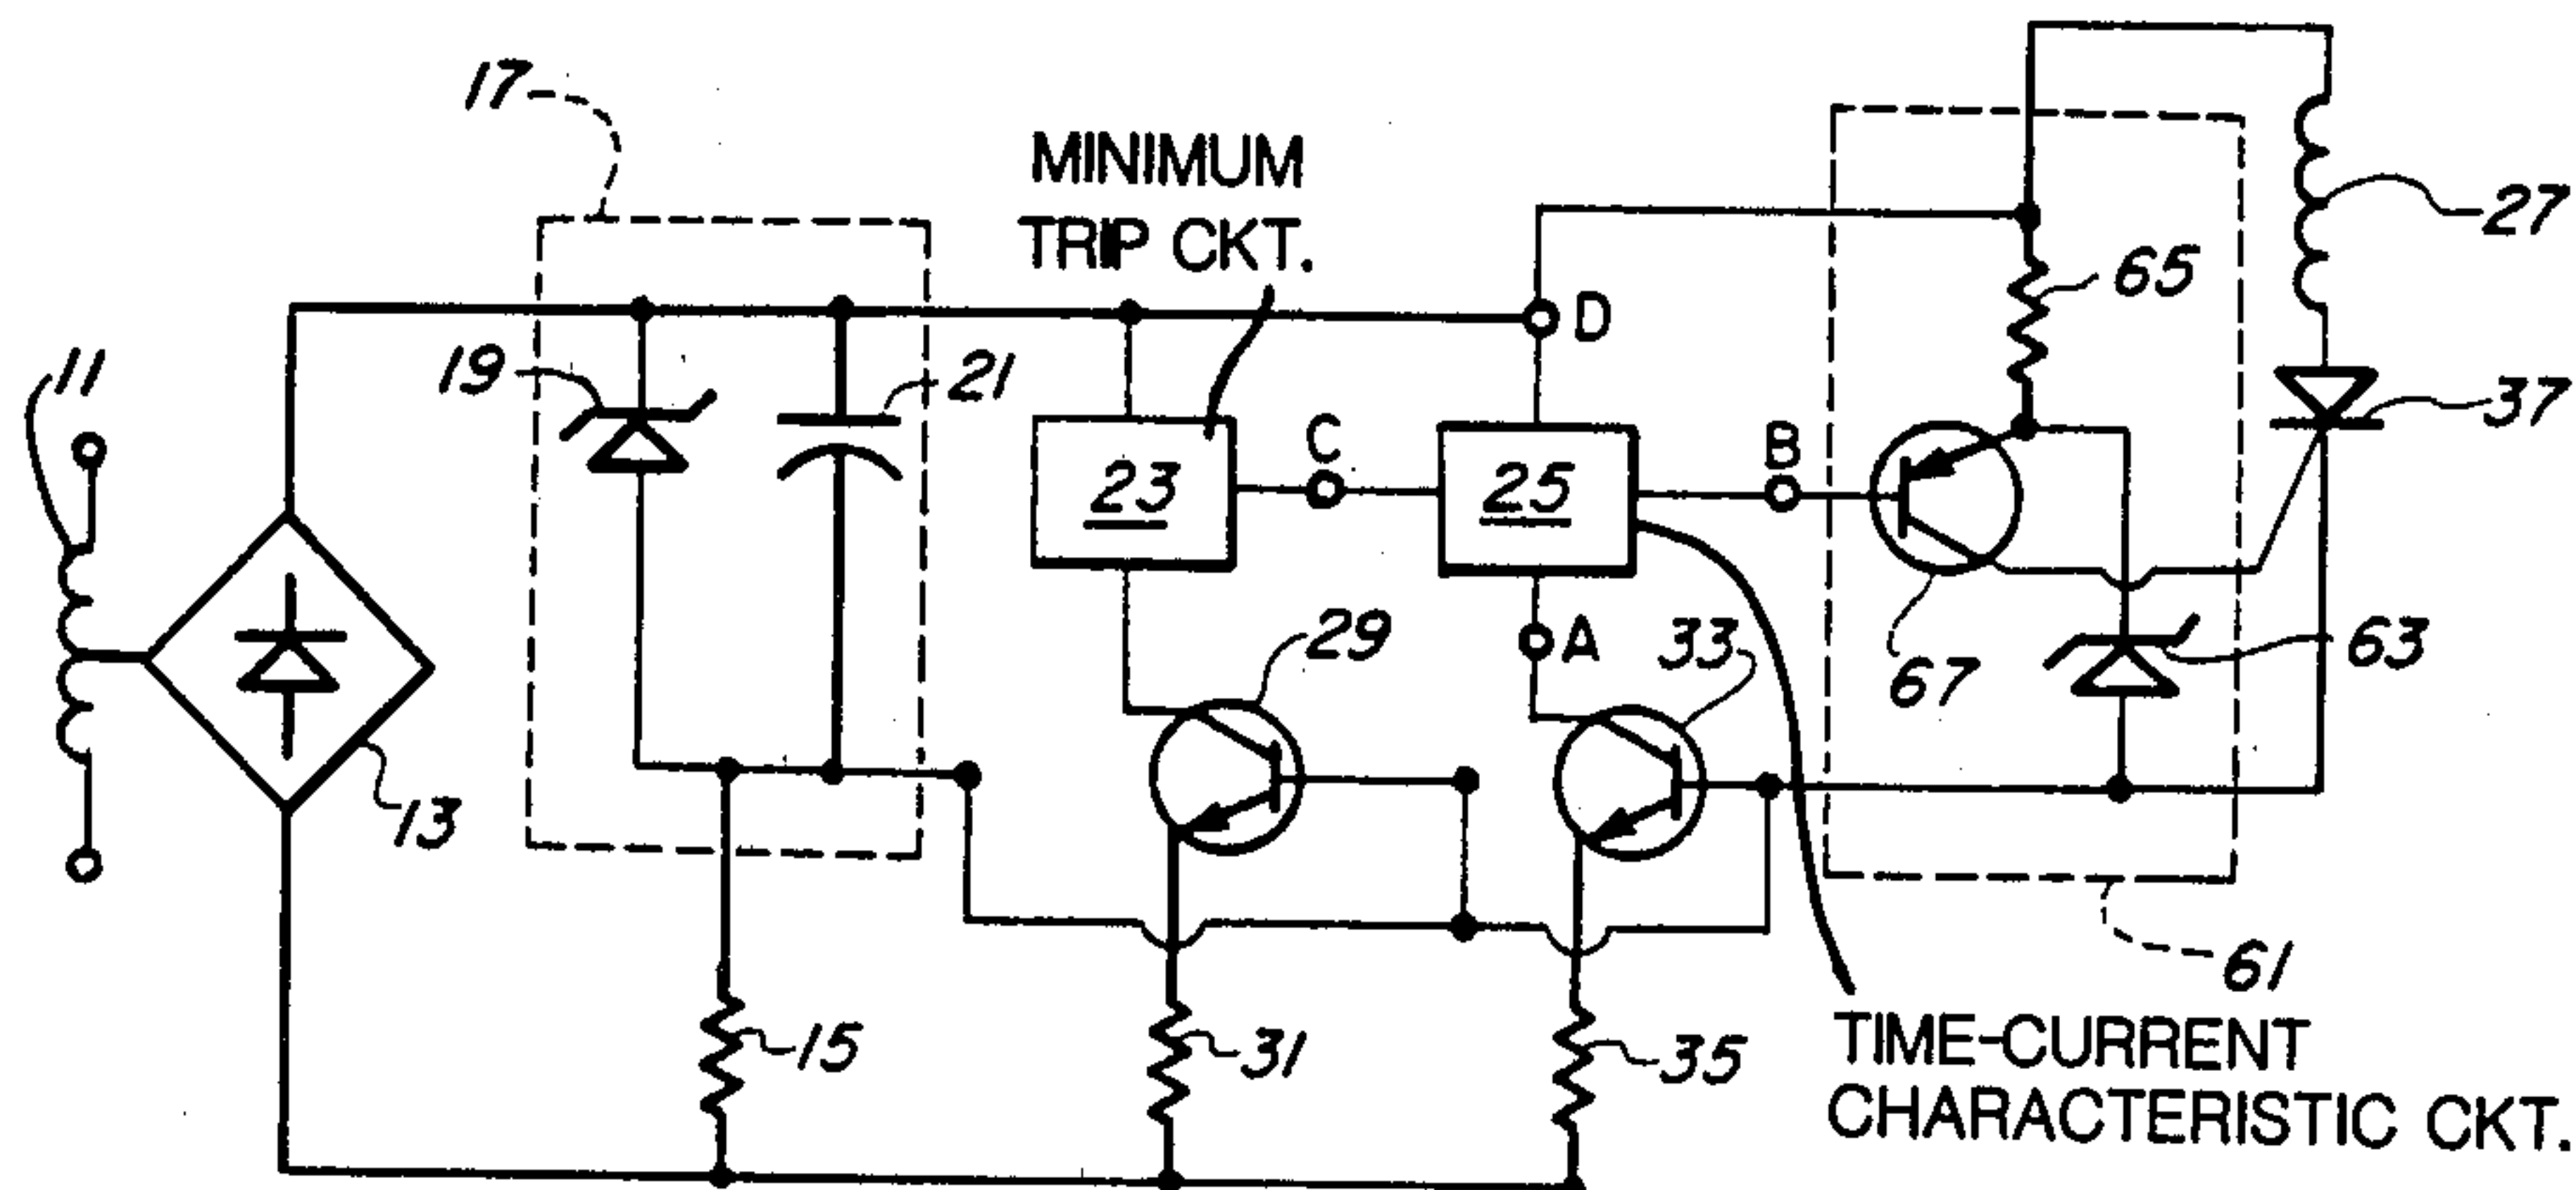 17
MINIMUM
TRIP CKT.
27
65
D
11
19
21
37
C
B
23
25
29
A
33
63
67
13
61
15
31
35
TIME-CURRENT
CHARACTERISTIC CKT.